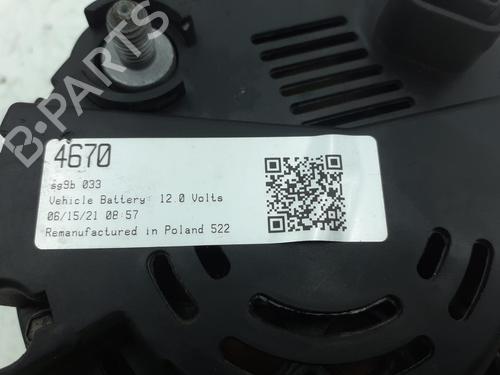 B-PARTS
4670
sg9b 033
Vehicle Battery: 12.0 Volts
06/15/21 08:57
Remanufactured in Poland 522